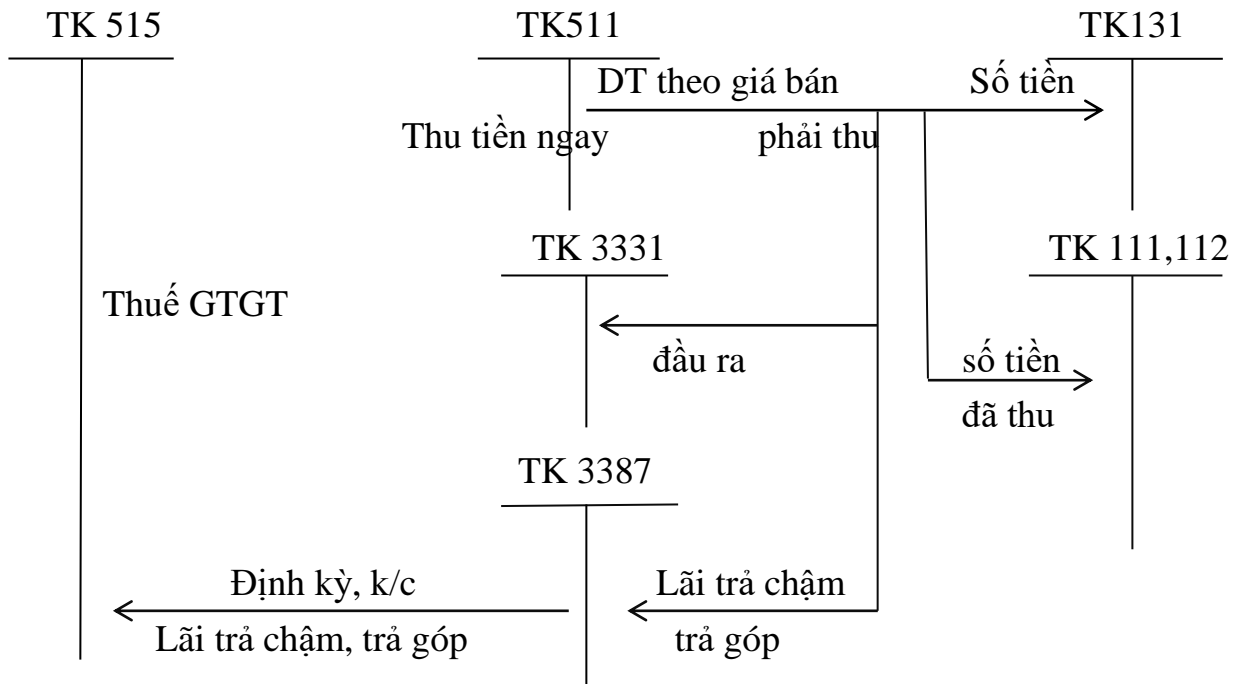 TK 515 TK511 TK131
DT theo giá bán Số tiền
Thu tiền ngay phải thu
TK 3331 TK 111,112
Thuế GTGT
đầu ra số tiền
đã thu
TK 3387
Định kỳ, k/c Lãi trả chậm
Lãi trả chậm, trả góp trả góp